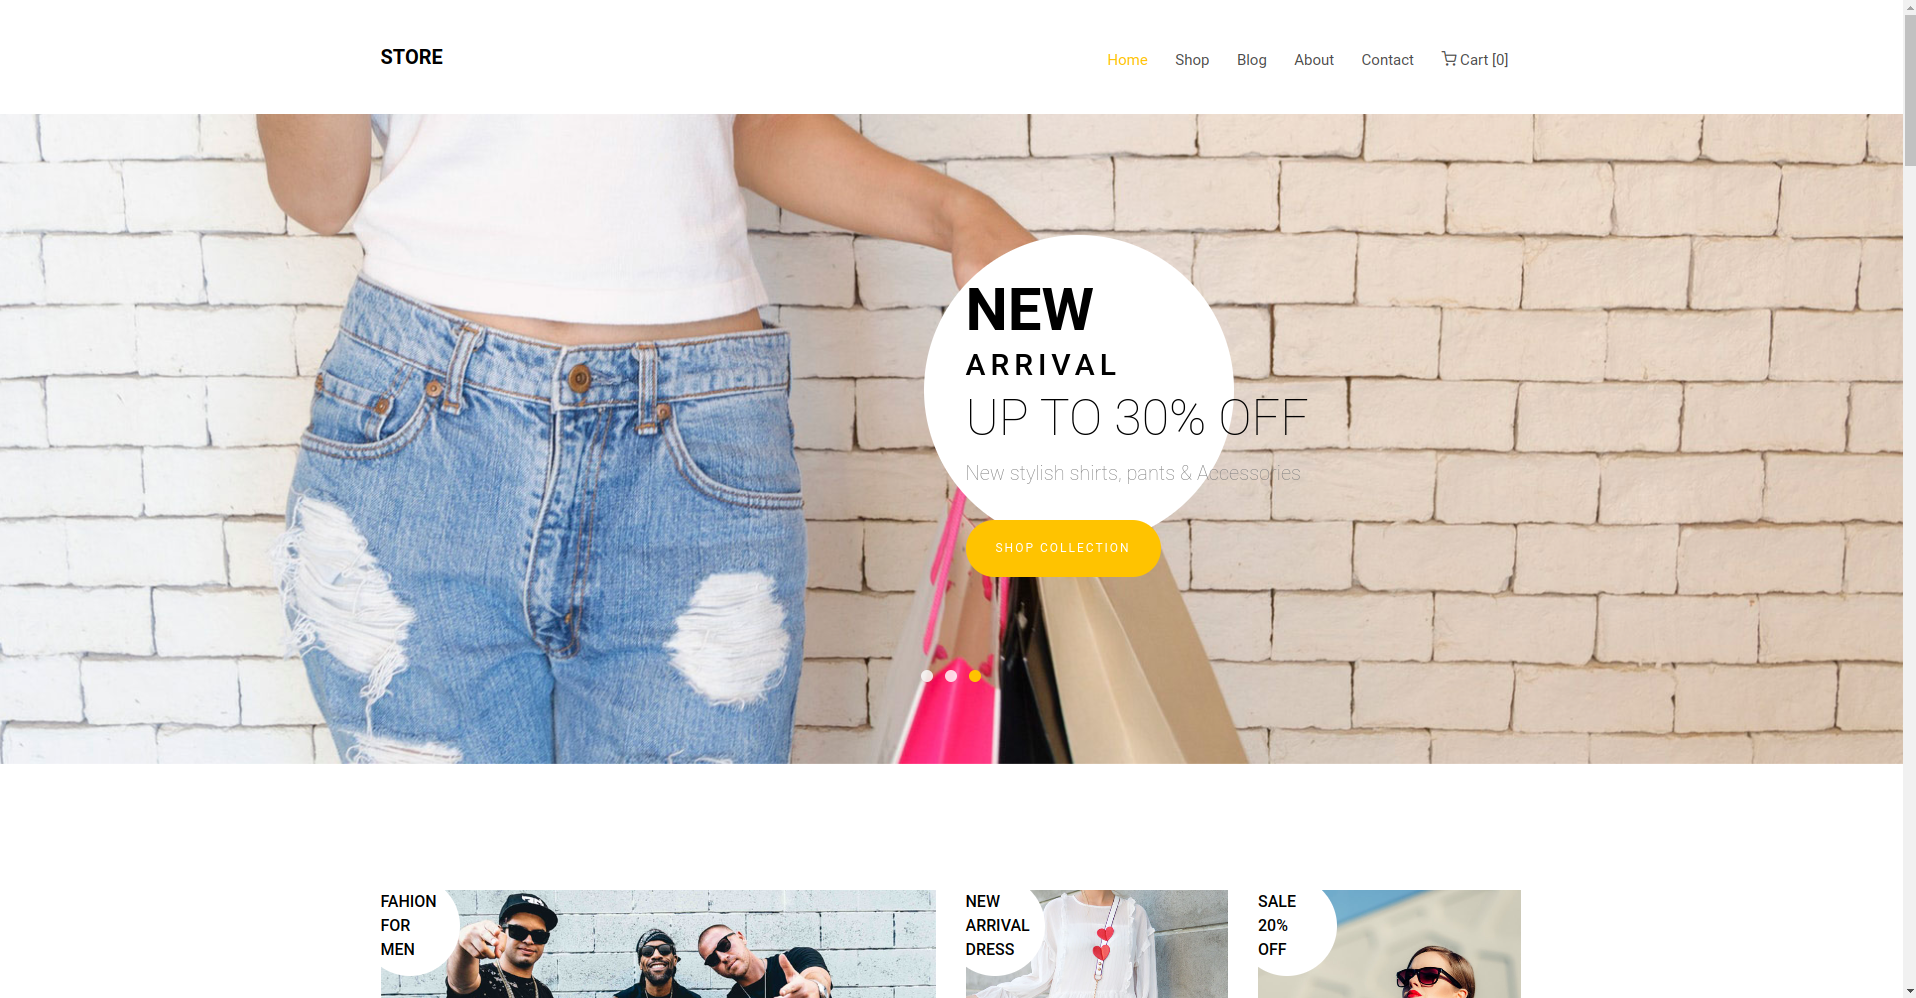 STORE
Home Shop Blog About Contact Cart [0]
NEW
ARRIVAL
UP TO 30% OFF
New stylish shirts, pants & Accessories
SHOP COLLECTION
FAHION
FOR
MEN
NEW
ARRIVAL
DRESS
SALE
20%
OFF